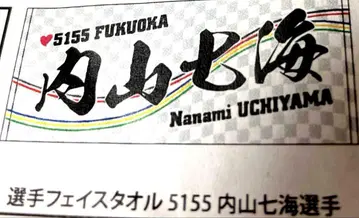 ♥5155 FUKUOKA
内山七海
Nanami UCHIYAMA
選手フェイスタオル 5155 内山七海選手